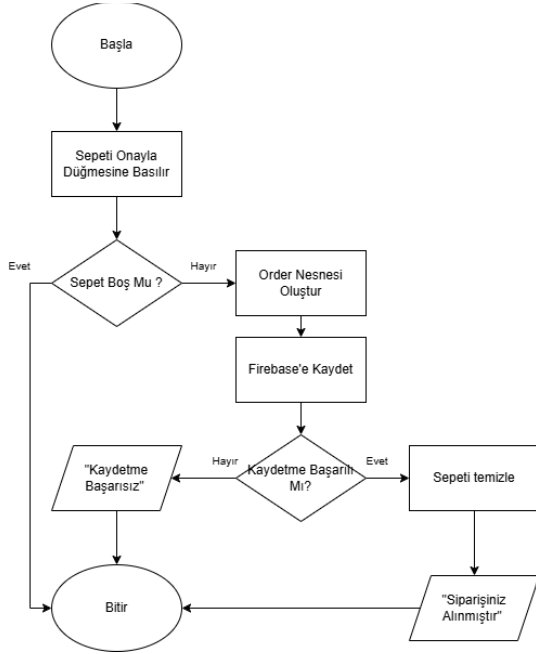 Başla
Sepeti Onayla
Düğmesine Basılır
Evet
Sepet Boş Mu ?
Hayır
Order Nesnesi
Oluştur
Firebase'e Kaydet
"Kaydetme
Başarısız"
Hayır
Kaydetme Başarılı
Mı?
Evet
Sepeti temizle
Bitir
"Siparişiniz
Alınmıştır"